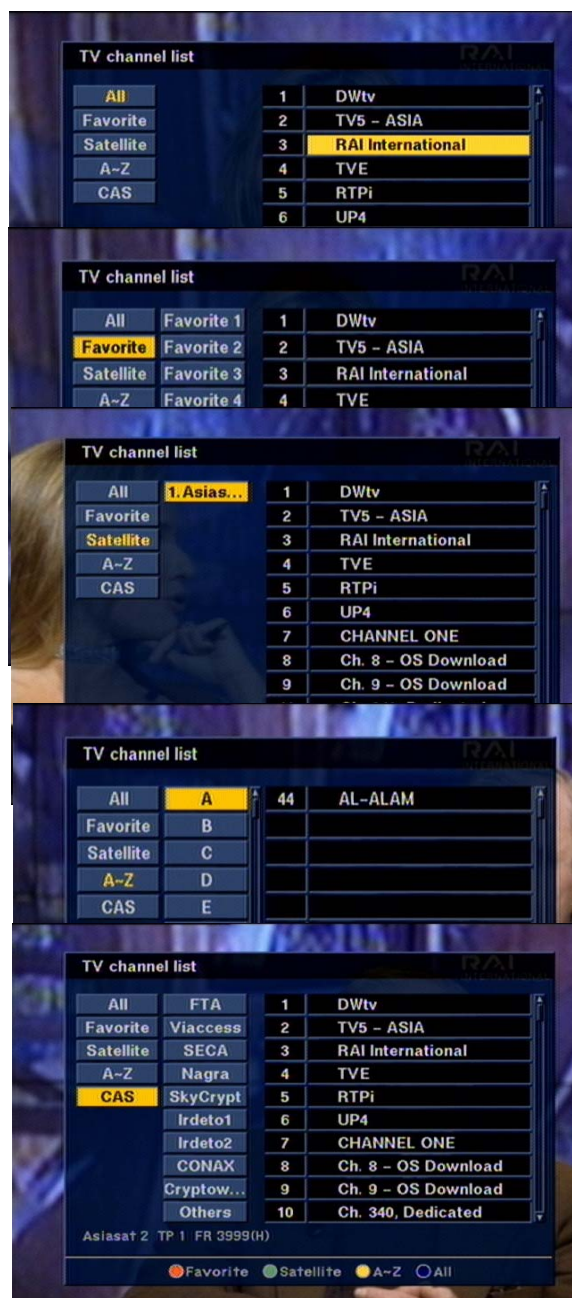 RAI
INTERNATIONAL
TV channel list
All 1 DWtv
Favorite 2 TV5 – ASIA
Satellite 3 RAI International
A~Z 4 TVE
CAS 5 RTPi
6 UP4
RAI
INTERNATIONAL
TV channel list
All Favorite 1 1 DWtv
Favorite Favorite 2 2 TV5 – ASIA
Satellite Favorite 3 3 RAI International
A~Z Favorite 4 4 TVE
RAI
INTERNATIONAL
TV channel list
All 1. Asias... 1 DWtv
Favorite 2 TV5 – ASIA
Satellite 3 RAI International
A~Z 4 TVE
CAS 5 RTPi
6 UP4
7 CHANNEL ONE
8 Ch. 8 – OS Download
9 Ch. 9 – OS Download
RAI
INTERNATIONAL
TV channel list
All A 44 AL–ALAM
Favorite B
Satellite C
A~Z D
CAS E
RAI
INTERNATIONAL
TV channel list
All FTA 1 DWtv
Favorite Viaccess 2 TV5 – ASIA
Satellite SECA 3 RAI International
A~Z Nagra 4 TVE
CAS SkyCrypt 5 RTPi
Irdeto1 6 UP4
Irdeto2 7 CHANNEL ONE
CONAX 8 Ch. 8 – OS Download
Cryptow... 9 Ch. 9 – OS Download
Others 10 Ch. 340, Dedicated
Asiasat 2 TP 1 FR 3999(H)
Favorite Satellite A~Z All